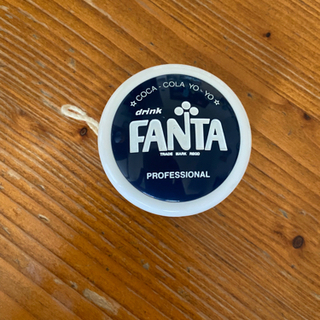 ☆ COCA - COLA YO - YO ☆
drink
FANTA
TRADE MARK REGD
PROFESSIONAL